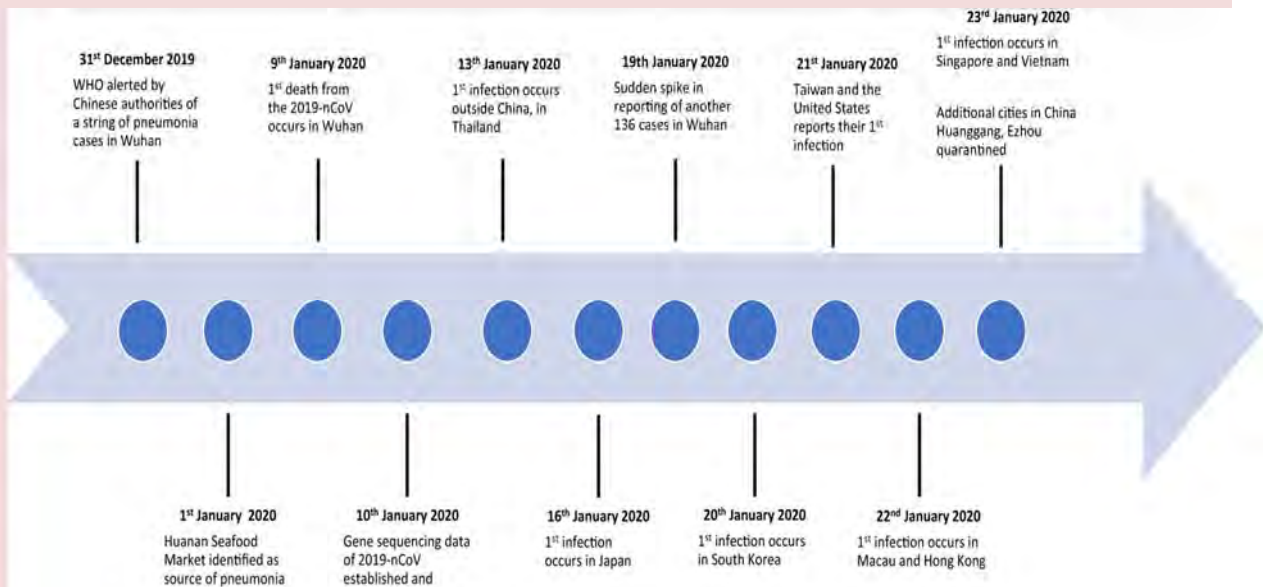 31st December 2019
WHO alerted by
Chinese authorities of
a string of pneumonia
cases in Wuhan
9th January 2020
1st death from
the 2019-nCoV
occurs in Wuhan
13th January 2020
1st infection occurs
outside China, in
Thailand
19th January 2020
Sudden spike in
reporting of another
136 cases in Wuhan
21st January 2020
Taiwan and the
United States
reports their 1st
infection
23rd January 2020
1st infection occurs in
Singapore and Vietnam
Additional cities in China
Huanggang, Ezhou
quarantined
1st January 2020
Huanan Seafood
Market identified as
source of pneumonia
10th January 2020
Gene sequencing data
of 2019-nCoV
established and
16th January 2020
1st infection
occurs in Japan
20th January 2020
1st infection occurs
in South Korea
22nd January 2020
1st infection occurs in
Macau and Hong Kong